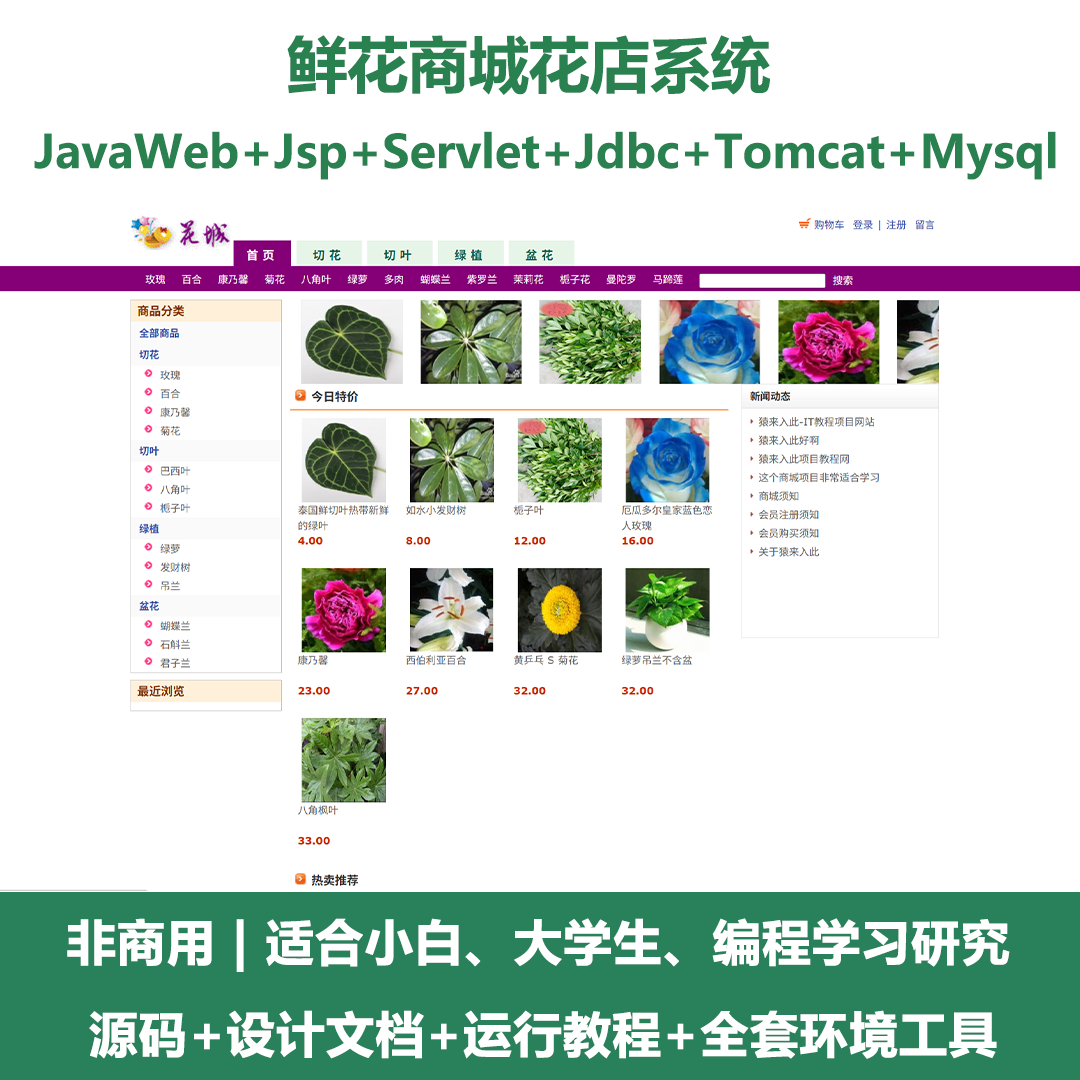 鲜花商城花店系统
JavaWeb+Jsp+Servlet+Jdbc+Tomcat+Mysql
花城
购物车 登录 | 注册 留言
首页 切花 切叶 绿植 盆花
玫瑰 百合 康乃馨 菊花 八角叶 绿萝 多肉 蝴蝶兰 紫罗兰 茉莉花 栀子花 曼陀罗 马蹄莲 搜索
商品分类
全部商品
切花
玫瑰
百合
康乃馨
菊花
切叶
巴西叶
八角叶
栀子叶
绿植
绿萝
发财树
吊兰
盆花
蝴蝶兰
石斛兰
君子兰
最近浏览
今日特价
泰国鲜切叶热带新鲜
的绿叶
4.00
如水小发财树
8.00
栀子叶
12.00
厄瓜多尔皇家蓝色恋
人玫瑰
16.00
康乃馨
23.00
西伯利亚百合
27.00
黄乒乓 S 菊花
32.00
绿萝吊兰不含盆
32.00
八角枫叶
33.00
热卖推荐
新闻动态
猿来入此-IT教程项目网站
猿来入此好啊
猿来入此项目教程网
这个商城项目非常适合学习
商城须知
会员注册须知
会员购买须知
关于猿来入此
非商用 | 适合小白、大学生、编程学习研究
源码+设计文档+运行教程+全套环境工具